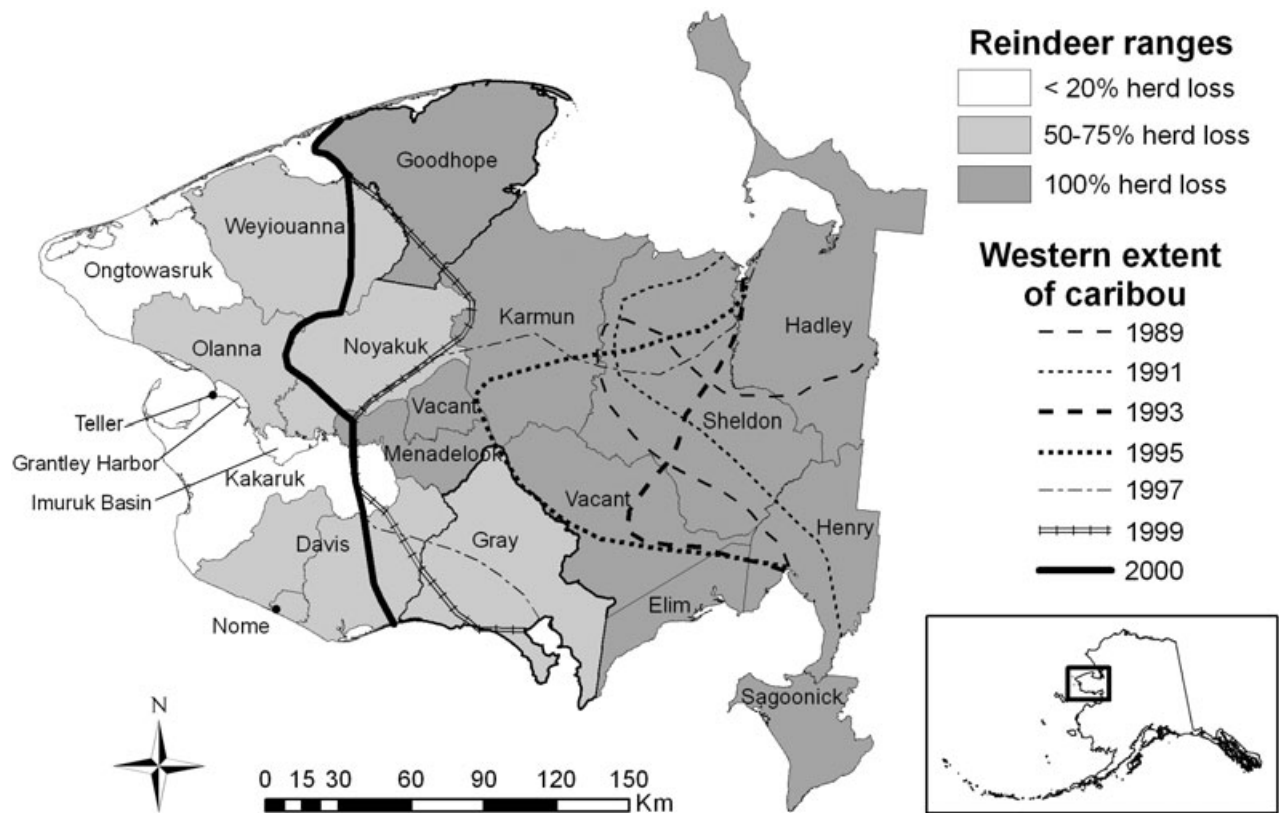 Reindeer ranges
< 20% herd loss
50-75% herd loss
100% herd loss
Western extent
of caribou
1989
1991
1993
1995
1997
1999
2000
Goodhope
Weyiouanna
Ongtowasruk
Karmun
Hadley
Olanna
Noyakuk
Vacant
Sheldon
Teller
Menadelook
Grantley Harbor
Kakaruk
Imuruk Basin
Vacant
Henry
Davis
Gray
Elim
Nome
Sagoonick
N
0 15 30 60 90 120 150
Km